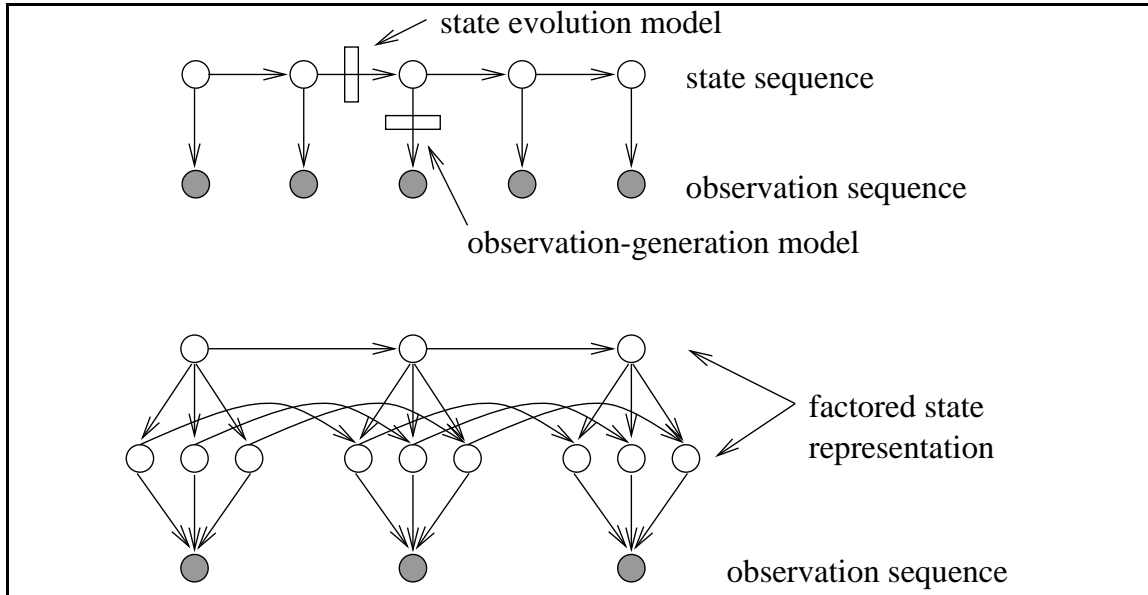 state evolution model
state sequence
observation sequence
observation-generation model
factored state
representation
observation sequence